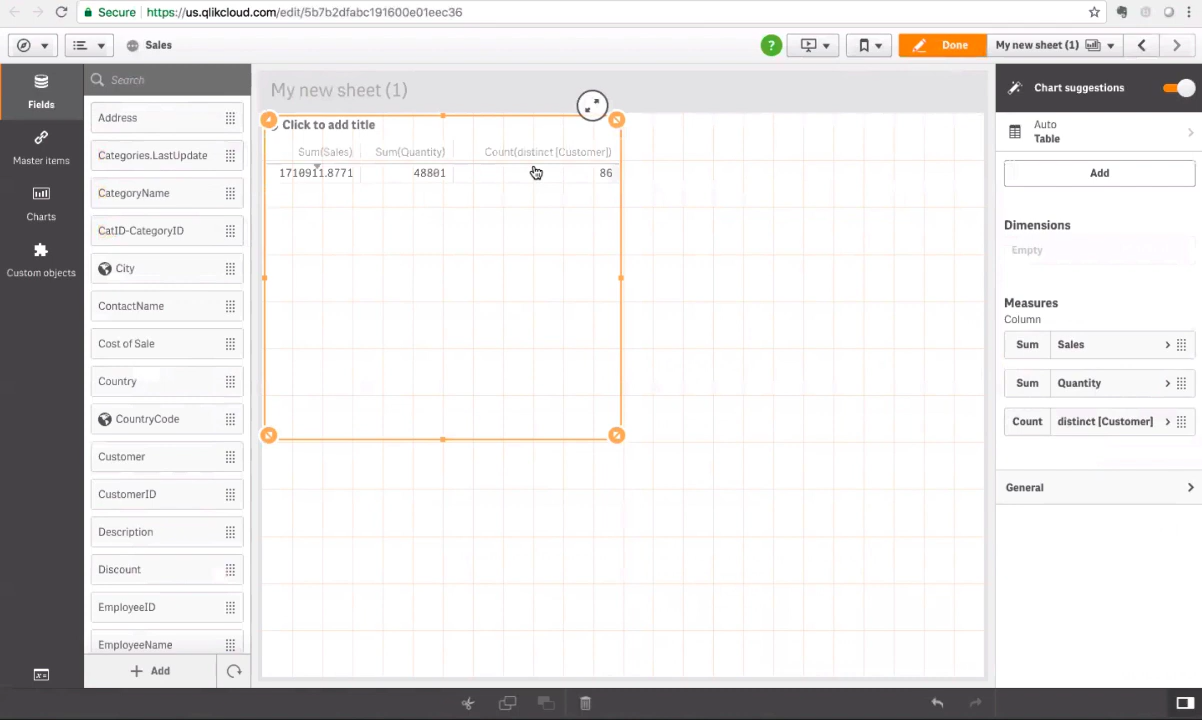 Secure https://us.qlikcloud.com/edit/5b7b2dfabc191600e01eec36
? Sales
Done
My new sheet (1)
Fields
Master items
Charts
Custom objects
Search
Address
Categories.LastUpdate
CategoryName
CatID-CategoryID
City
ContactName
Cost of Sale
Country
CountryCode
Customer
CustomerID
Description
Discount
EmployeeID
EmployeeName
Add
My new sheet (1)
Click to add title
Sum(Sales) Sum(Quantity) Count(distinct [Customer])
1710911.8771 48801 86
Chart suggestions
Auto
Table
Add
Dimensions
Empty
Measures
Column
Sum Sales
Sum Quantity
Count distinct [Customer]
General